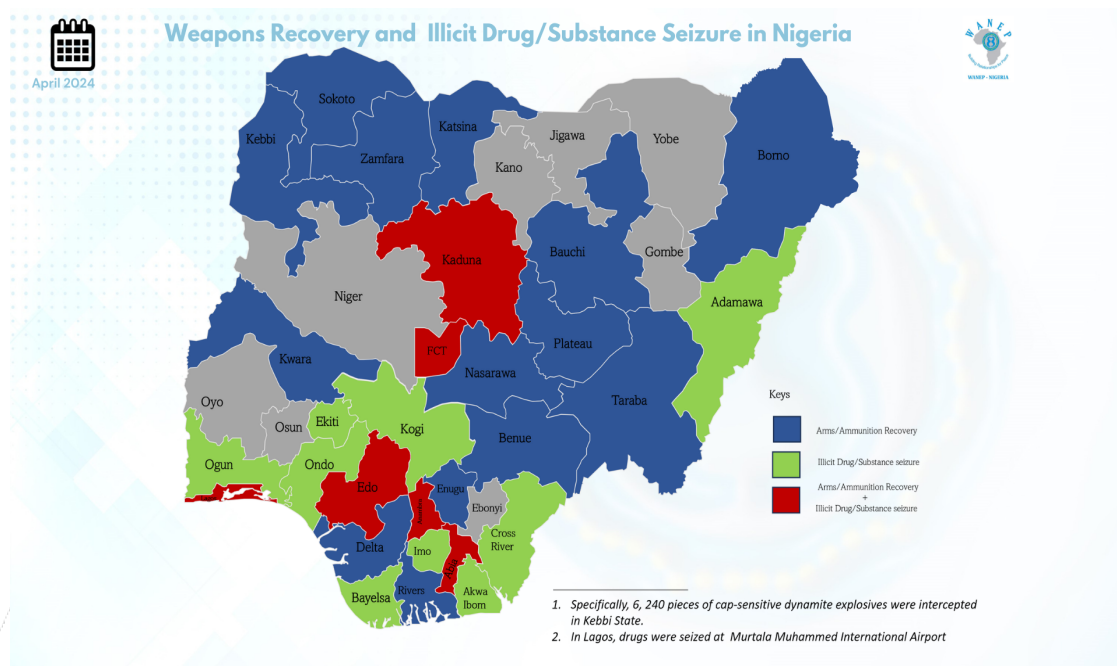 Weapons Recovery and Illicit Drug/Substance Seizure in Nigeria
April 2024
WANEP
WANEP - NIGERIA
Sokoto
Kebbi
Zamfara
Katsina
Jigawa
Kano
Yobe
Borno
Kaduna
Bauchi
Gombe
Adamawa
Niger
FCT
Plateau
Nasarawa
Taraba
Kwara
Oyo
Osun
Ekiti
Kogi
Benue
Ogun
Ondo
Edo
Enugu
Ebonyi
Cross
River
Delta
Imo
Abia
Bayelsa
Rivers
Akwa
Ibom
Keys
Arms/Ammunition Recovery
Illicit Drug/Substance seizure
Arms/Ammunition Recovery
+
Illicit Drug/Substance seizure
1. Specifically, 6, 240 pieces of cap-sensitive dynamite explosives were intercepted
in Kebbi State.
2. In Lagos, drugs were seized at Murtala Muhammed International Airport